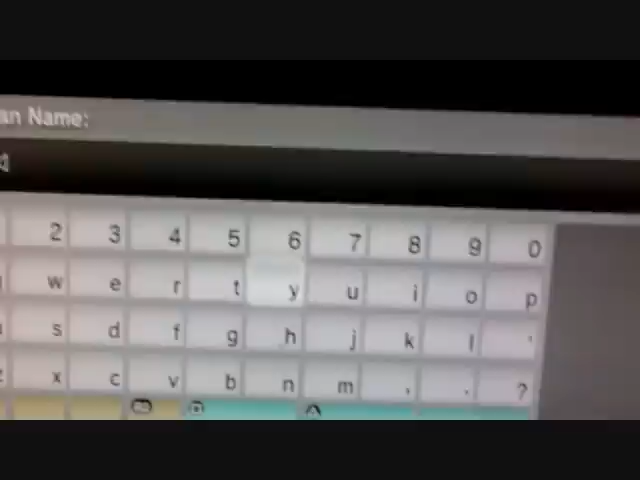 an Name:
2 3 4 5 6 7 8 9 0
w e r t y u i o p
s d f g h j k l '
x c v b n m , . ?